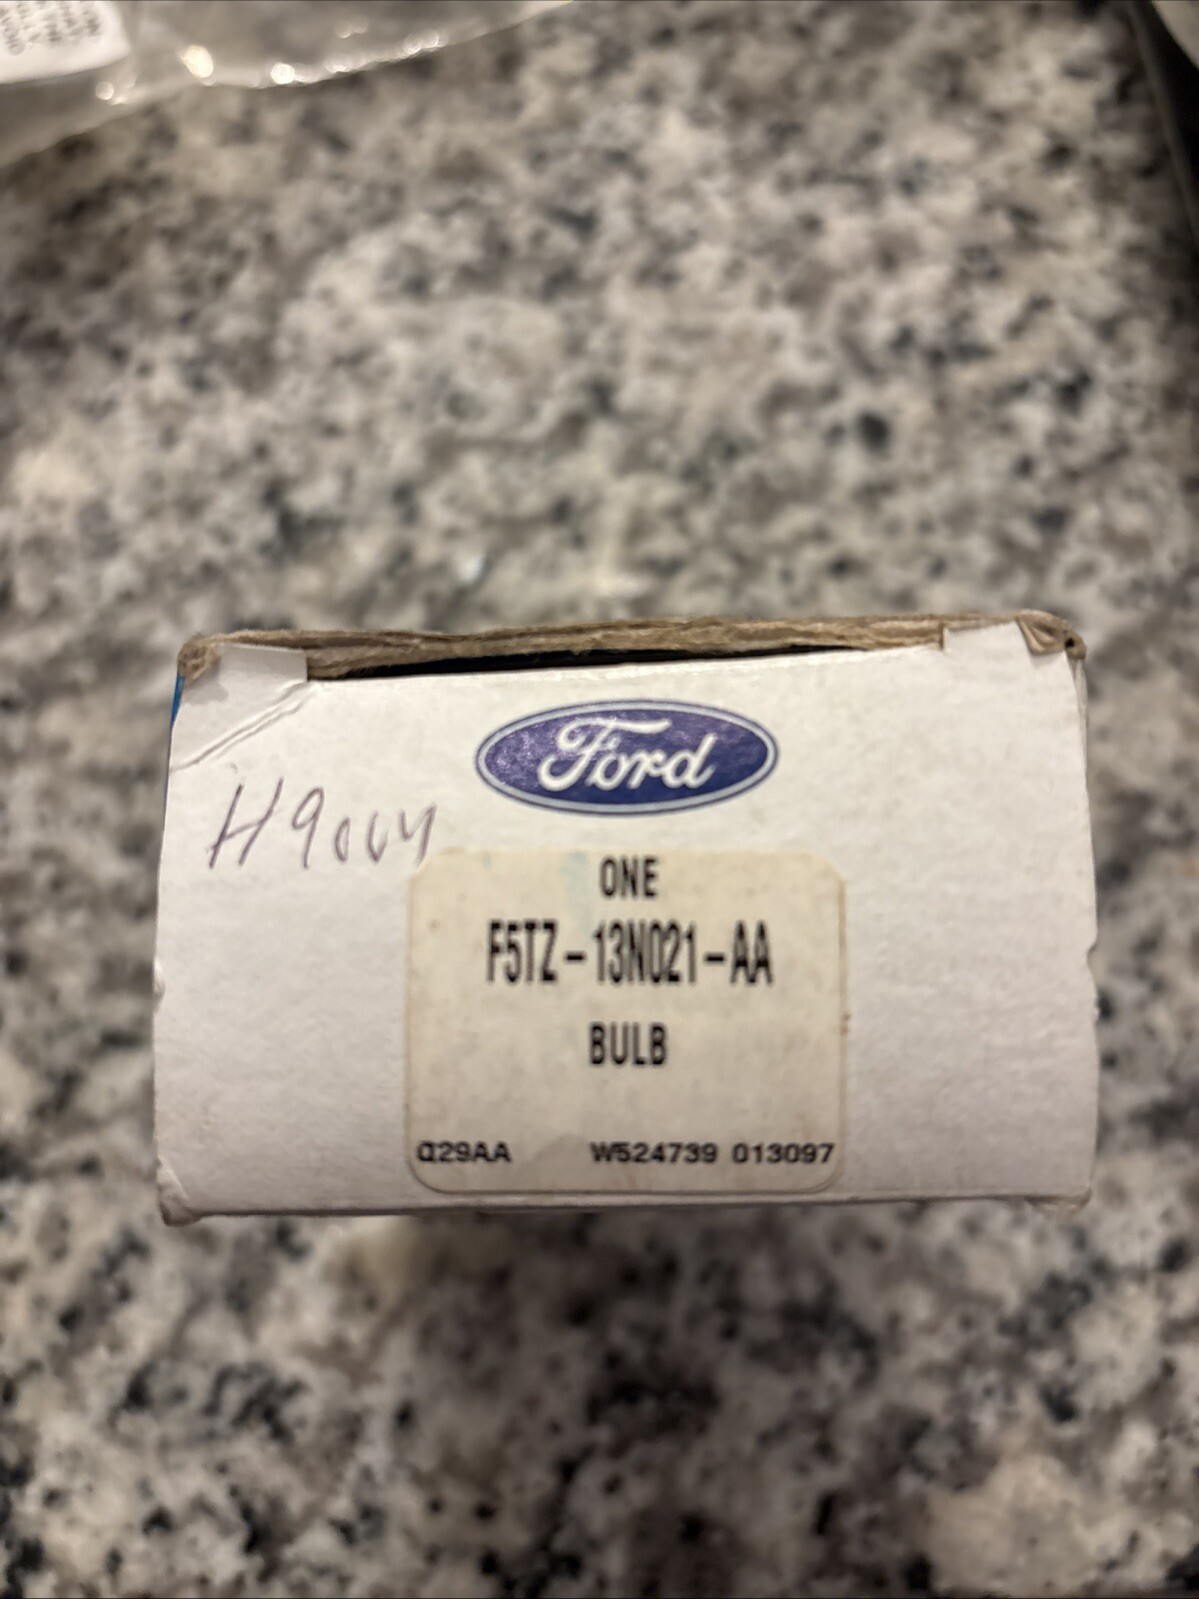 Ford
H9004
ONE
F5TZ-13N021-AA
BULB
Q29AA W524739 013097